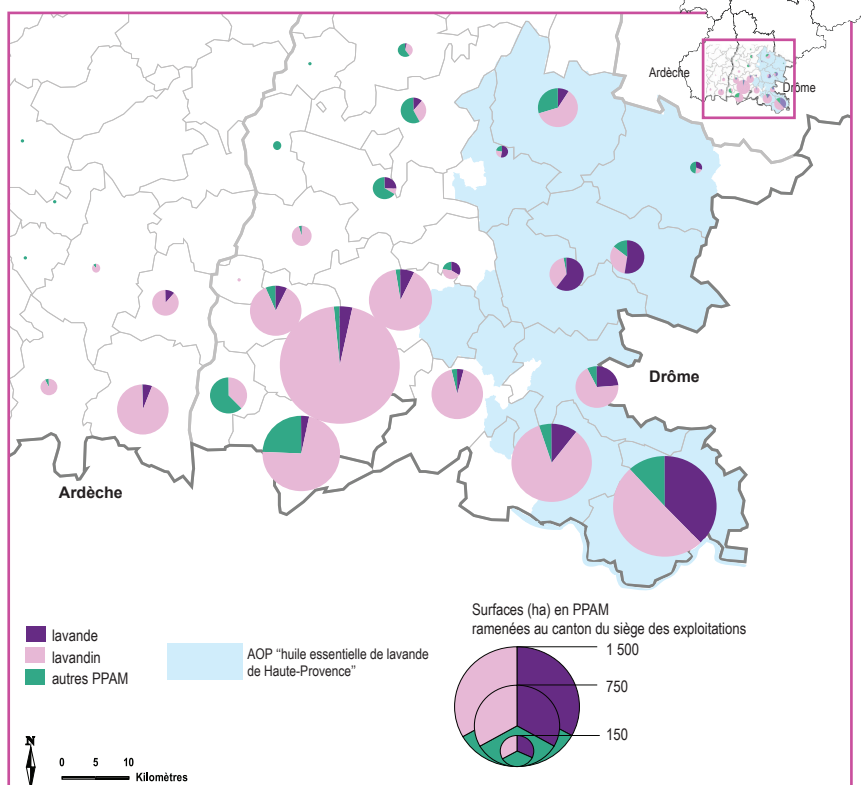 Ardèche
Drôme
Drôme
Ardèche
lavande
lavandin
autres PPAM
AOP “huile essentielle de lavande
de Haute-Provence”
Surfaces (ha) en PPAM
ramenées au canton du siège des exploitations
1 500
750
150
N
0 5 10
Kilomètres